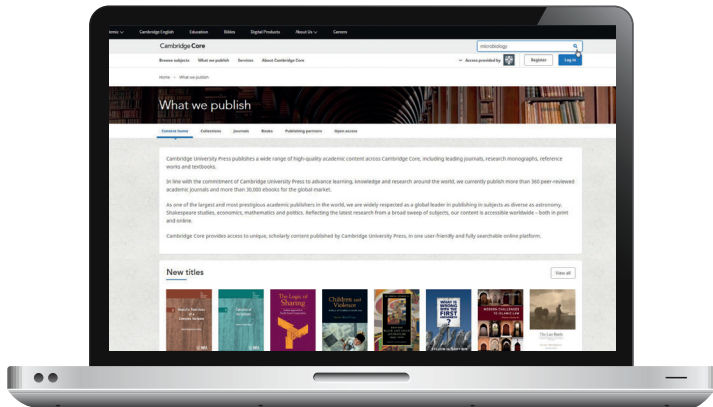 Cambridge English Education Bibles Digital Products About Us Careers
Cambridge Core
microbiology
Browse subjects What we publish Services About Cambridge Core Access provided by Register Log in
Home > What we publish
What we publish
Content home Collections Journals Books Publishing partners Open access
Cambridge University Press publishes a wide range of high-quality academic content across Cambridge Core, including leading journals, research monographs, reference
works and textbooks.
In line with the commitment of Cambridge University Press to advance learning, knowledge and research around the world, we currently publish more than 360 peer-reviewed
academic journals and more than 30,000 ebooks for the global market.
As one of the largest and most prestigious academic publishers in the world, we are widely respected as a global leader in publishing in subjects as diverse as astronomy,
Shakespeare studies, economics, mathematics and politics. Reflecting the latest research from a broad sweep of subjects, our content is accessible worldwide – both in print
and online.
Cambridge Core provides access to unique, scholarly content published by Cambridge University Press, in one user-friendly and fully searchable online platform.
New titles View all
The Logic of
Sharing
Children and
Violence
WHAT IS
WRONG
WITH THE
FIRST
MODERN CHALLENGES
TO ISLAMIC LAW